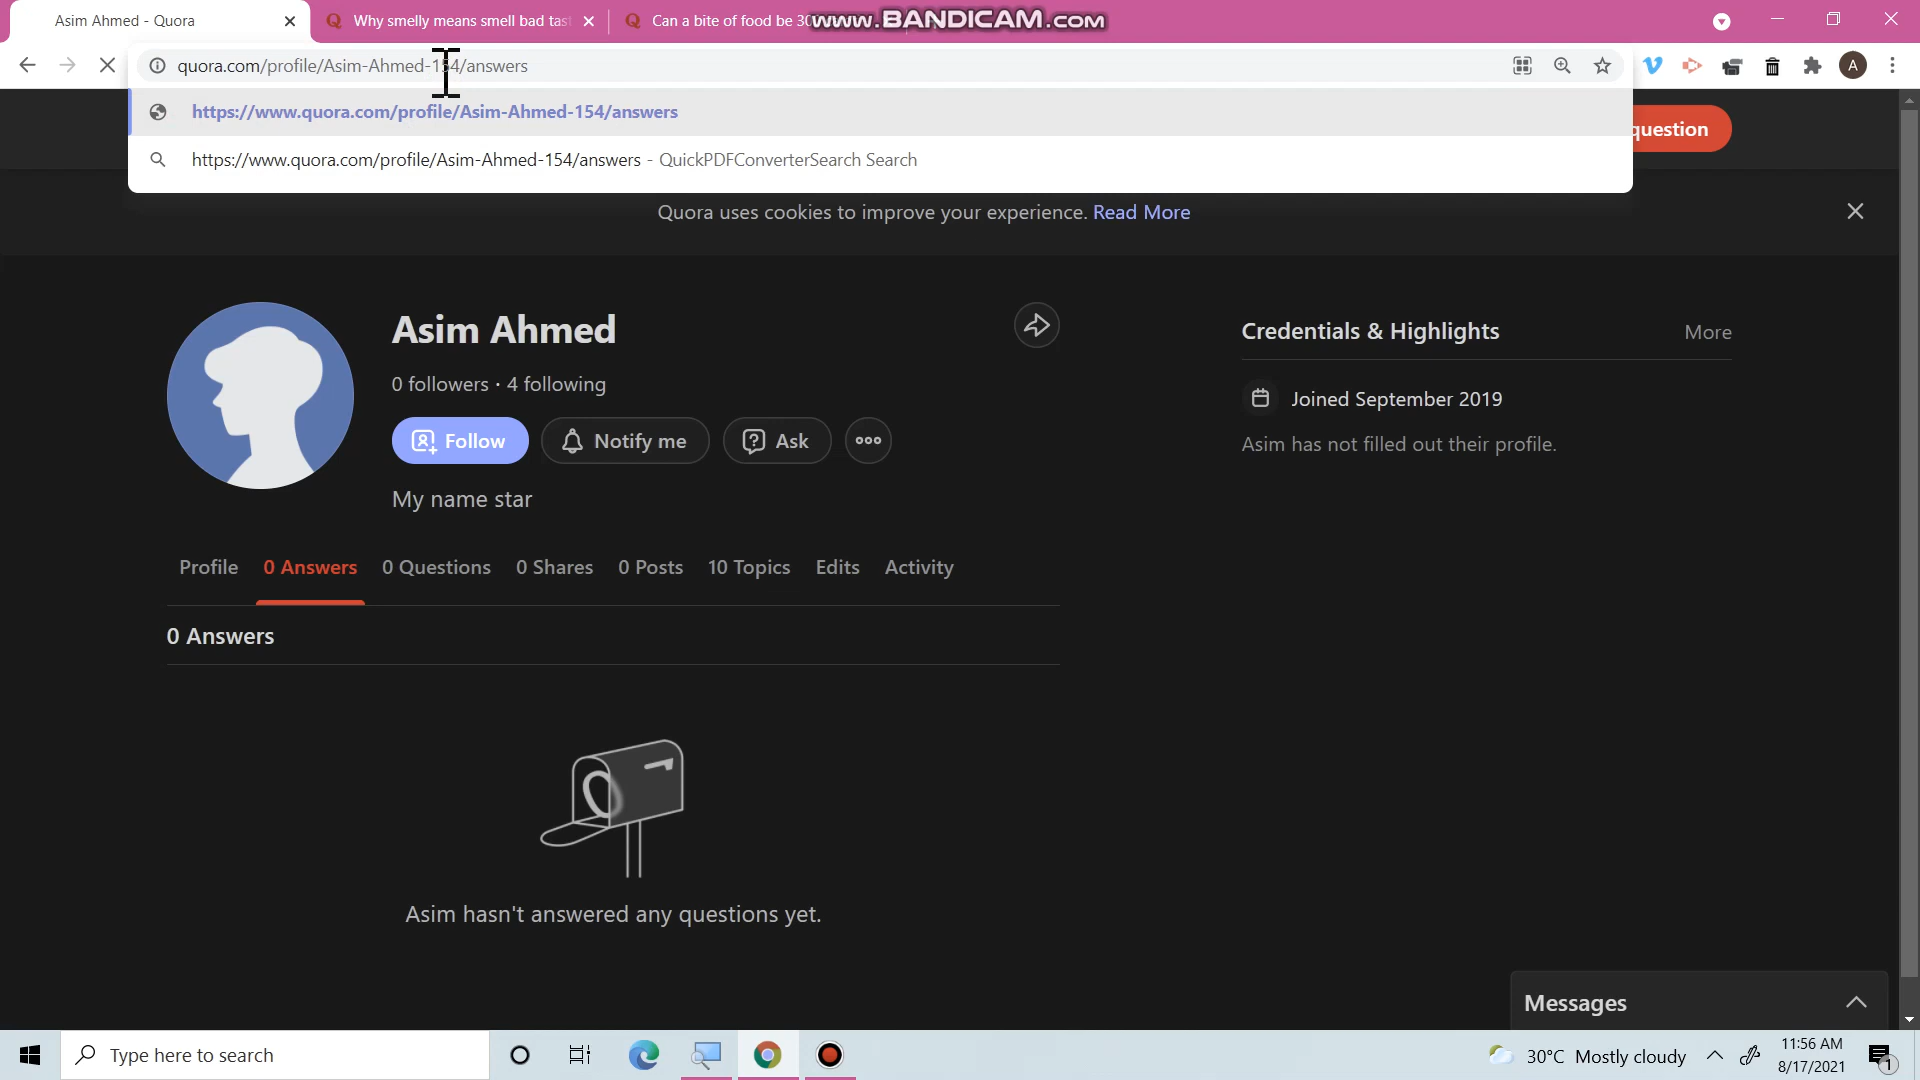 Asim Ahmed - Quora
Why smelly means smell bad tas
Can a bite of food be 30
www.BANDICAM.com
quora.com/profile/Asim-Ahmed-154/answers
A
https://www.quora.com/profile/Asim-Ahmed-154/answers
https://www.quora.com/profile/Asim-Ahmed-154/answers - QuickPDFConverterSearch Search
question
Quora uses cookies to improve your experience. Read More
Asim Ahmed
0 followers · 4 following
Follow
Notify me
Ask
My name star
Credentials & Highlights
More
Joined September 2019
Asim has not filled out their profile.
Profile
0 Answers
0 Questions
0 Shares
0 Posts
10 Topics
Edits
Activity
0 Answers
Asim hasn't answered any questions yet.
Messages
Type here to search
30°C Mostly cloudy
11:56 AM
8/17/2021
1